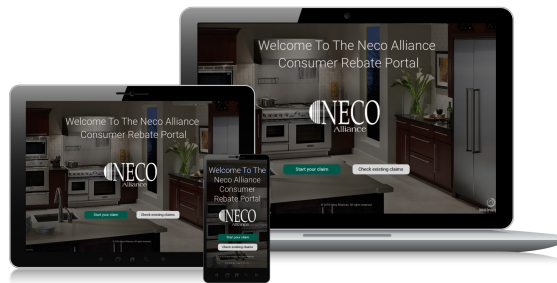 Welcome To The Neco Alliance
Consumer Rebate Portal
NECO
Alliance
Start your claim
Check existing claims
Welcome To The Neco Alliance
Consumer Rebate Portal
NECO
Alliance
Start your claim
Check existing claims
Welcome To The
Neco Alliance
Consumer
Rebate Portal
NECO
Alliance
Start your claim
Check existing claims